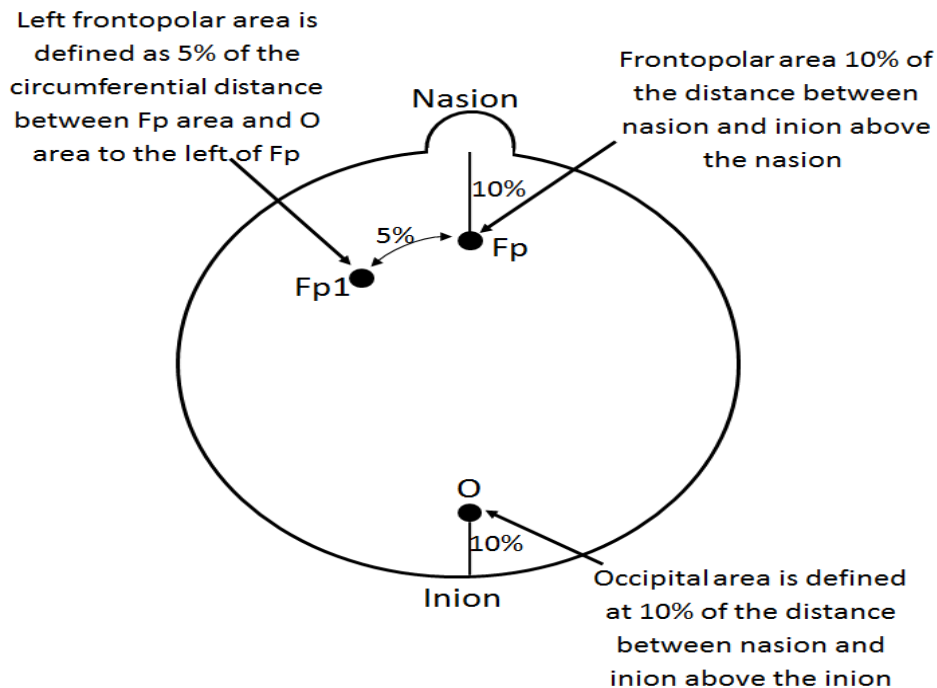 Left frontopolar area is
defined as 5% of the
circumferential distance
between Fp area and O
area to the left of Fp
Frontopolar area 10% of
the distance between
nasion and inion above
the nasion
Nasion
10%
5%
Fp
Fp1
O
10%
Inion
Occipital area is defined
at 10% of the distance
between nasion and
inion above the inion